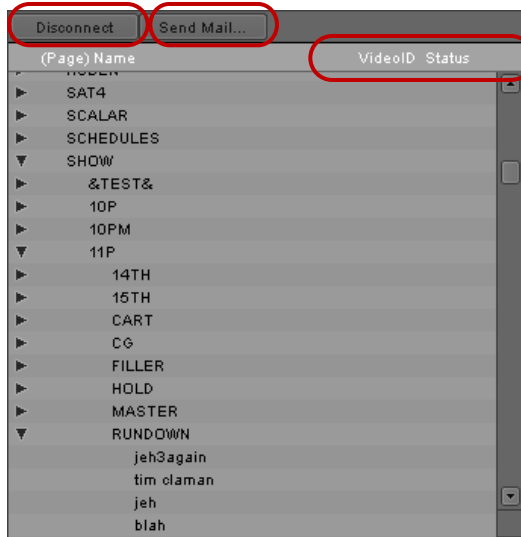 Disconnect Send Mail...
(Page) Name VideoID Status
SAT4
SCALAR
SCHEDULES
SHOW
&TEST&
10P
10PM
11P
14TH
15TH
CART
CG
FILLER
HOLD
MASTER
RUNDOWN
jeh3again
tim claman
jeh
blah